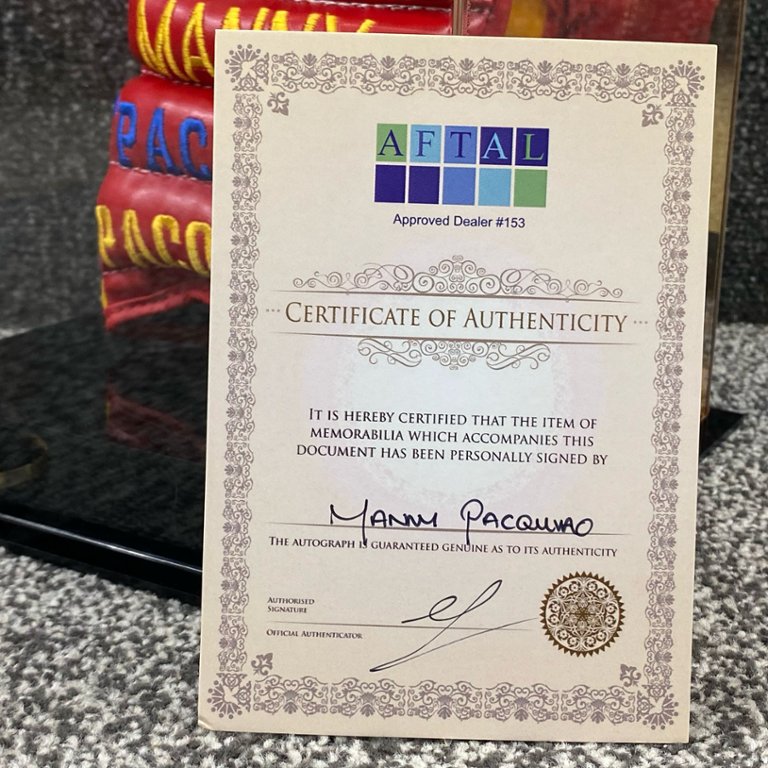 MANNY
PAC
PACQ
AFTAL
Approved Dealer #153
CERTIFICATE OF AUTHENTICITY
IT IS HEREBY CERTIFIED THAT THE ITEM OF
MEMORABILIA WHICH ACCOMPANIES THIS
DOCUMENT HAS BEEN PERSONALLY SIGNED BY
MANNY PACQUIAO
THE AUTOGRAPH IS GUARANTEED GENUINE AS TO ITS AUTHENTICITY
AUTHORISED
SIGNATURE
OFFICIAL AUTHENTICATOR